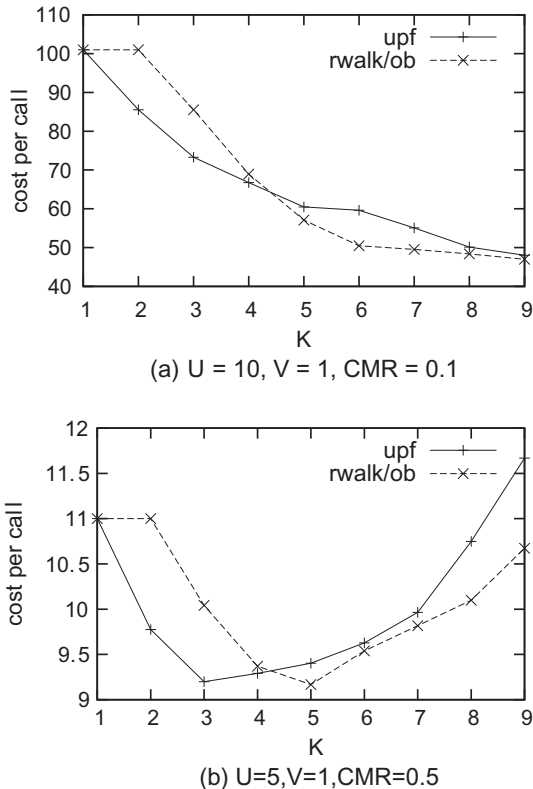 110
100
90
80
70
60
50
40
cost per call
upf
rwalk/ob
1 2 3 4 5 6 7 8 9
K
(a) U = 10, V = 1, CMR = 0.1
12
11.5
11
10.5
10
9.5
9
cost per call
upf
rwalk/ob
1 2 3 4 5 6 7 8 9
K
(b) U=5,V=1,CMR=0.5